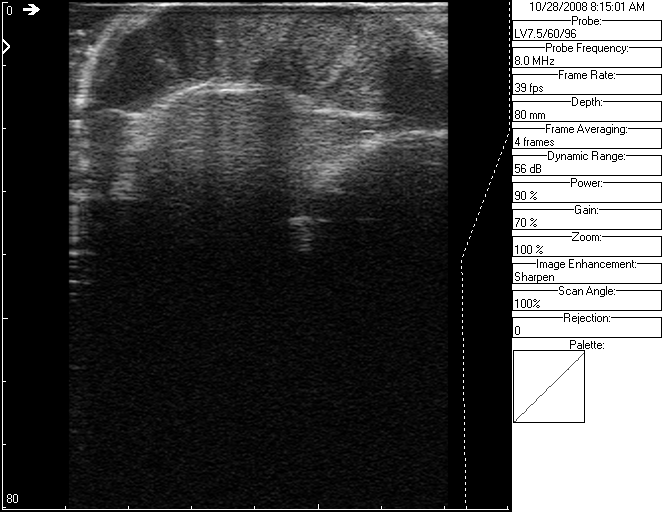 0
80
10/28/2008 8:15:01 AM
Probe:
LV7.5/60/96
Probe Frequency:
8.0 MHz
Frame Rate:
39 fps
Depth:
80 mm
Frame Averaging:
4 frames
Dynamic Range:
56 dB
Power:
90 %
Gain:
70 %
Zoom:
100 %
Image Enhancement:
Sharpen
Scan Angle:
100%
Rejection:
0
Palette: